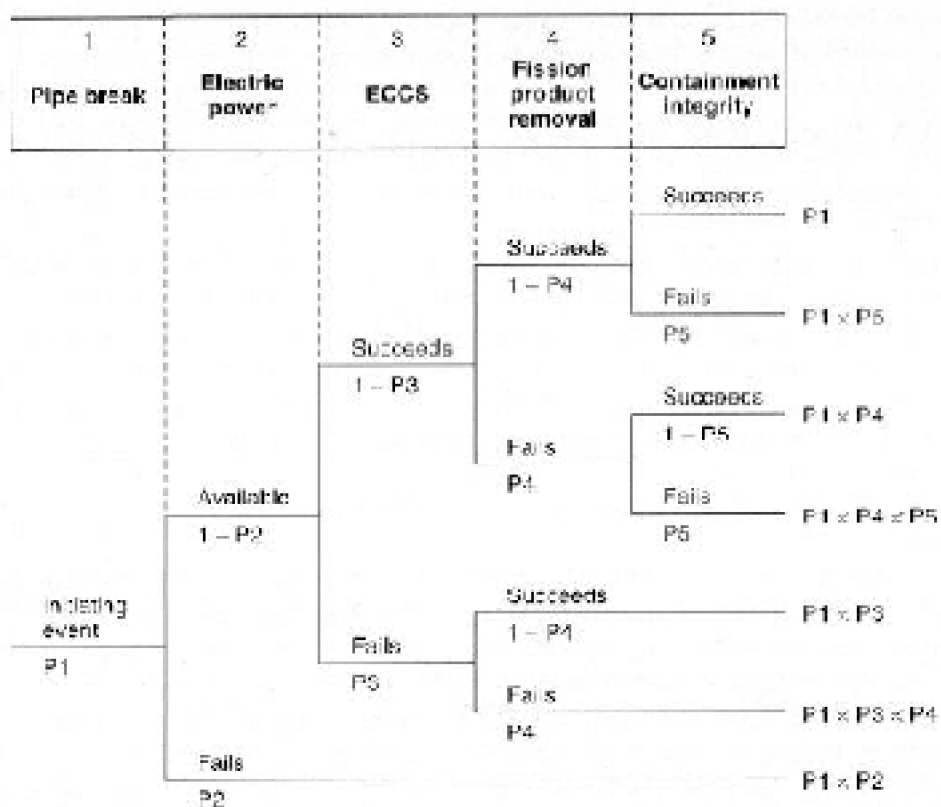 1
2
3
4
5
Pipe break
Electric
power
ECCS
Fission
product
removal
Containment
integrity
Succeeds
P1
Succeeds
1 – P4
Fails
P5
P1 × P5
Succeeds
1 – P3
Succeeds
1 – P5
P1 × P4
Fails
P4
Available
1 – P2
Fails
P5
P1 × P4 × P5
Initiating
event
P1
Succeeds
1 – P4
P1 × P3
Fails
P3
Fails
P4
P1 × P3 × P4
Fails
P2
P1 × P2